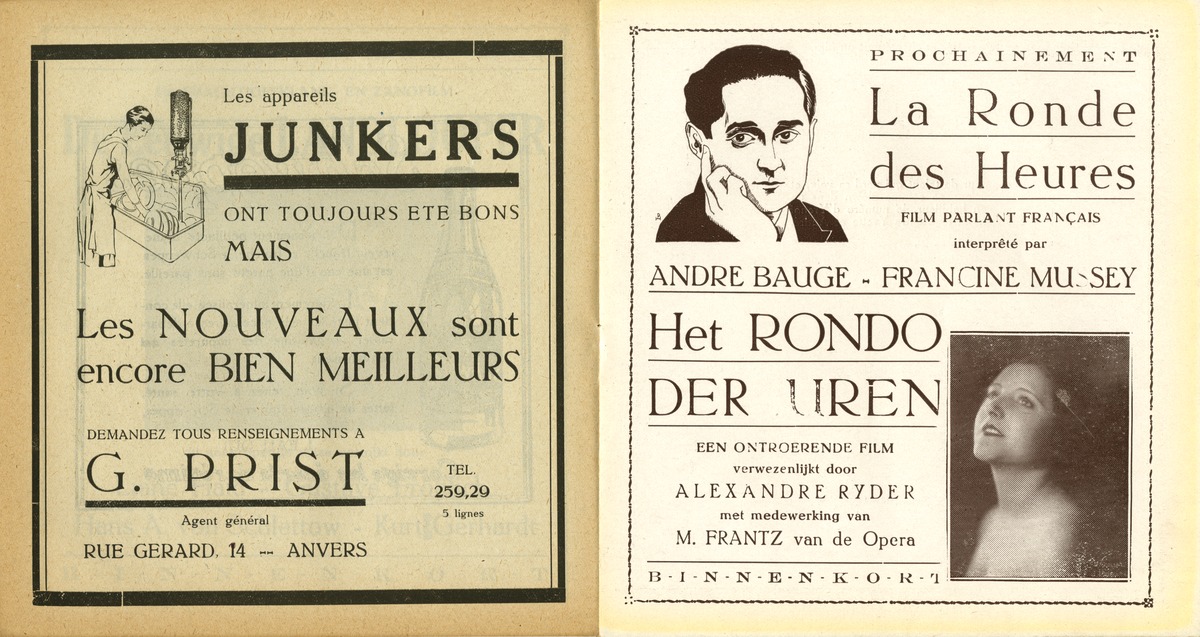 Les appareils
JUNKERS
ONT TOUJOURS ETE BONS
MAIS
Les NOUVEAUX sont
encore BIEN MEILLEURS
DEMANDEZ TOUS RENSEIGNEMENTS A
G. PRIST
Agent général
RUE GERARD, 14 -- ANVERS
TEL.
259,29
5 lignes
PROCHAINEMENT
La Ronde
des Heures
FILM PARLANT FRANÇAIS
interprêté par
ANDRE BAUGE - FRANCINE MUSSEY
Het RONDO
DER UREN
EEN ONTROERENDE FILM
verwezenlijkt door
ALEXANDRE RYDER
met medewerking van
M. FRANTZ van de Opera
B-I-N-N-E-N-K-O-R-T